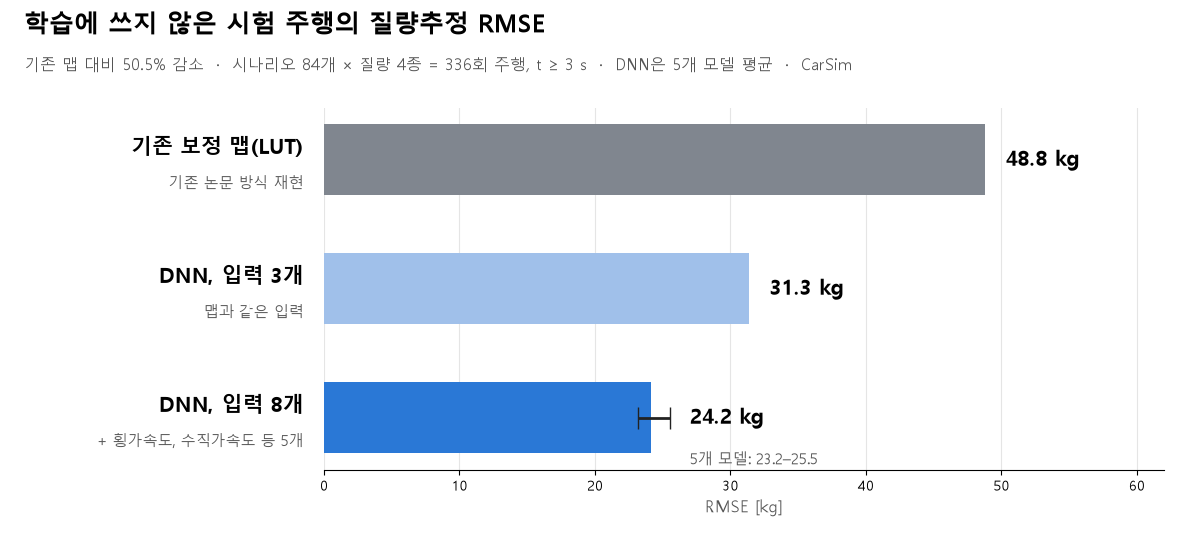 학습에 쓰지 않은 시험 주행의 질량추정 RMSE
기존 맵 대비 50.5% 감소 · 시나리오 84개 × 질량 4종 = 336회 주행, t ≥ 3 s · DNN은 5개 모델 평균 · CarSim
기존 보정 맵(LUT)
기존 논문 방식 재현
48.8 kg
DNN, 입력 3개
맵과 같은 입력
31.3 kg
DNN, 입력 8개
+ 횡가속도, 수직가속도 등 5개
24.2 kg
5개 모델: 23.2–25.5
0 10 20 30 40 50 60
RMSE [kg]